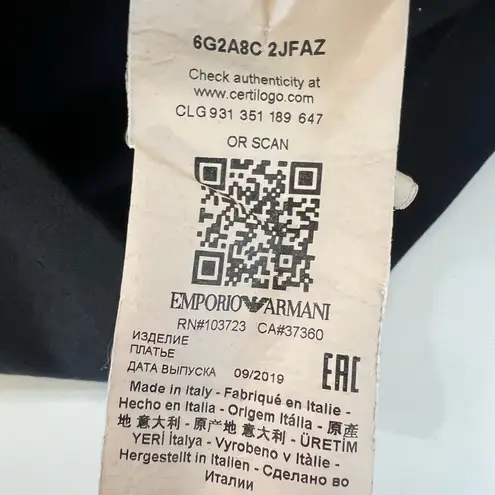 6G2A8C 2JFAZ
Check authenticity at
www.certilogo.com
CLG 931 351 189 647
OR SCAN
EMPORIO ARMANI
RN#103723 CA#37360
ИЗДЕЛИЕ
ПЛАТЬЕ
ДАТА ВЫПУСКА 09/2019
EAC
Made in Italy - Fabriqué en Italie -
Hecho en Italia - Origem Itália - 原產
地 意大利 - 原产地 意大利 - ÜRETİM
YERİ İtalya - Vyrobeno v Itàlie -
Hergestellt in Italien - Сделано во
Италии